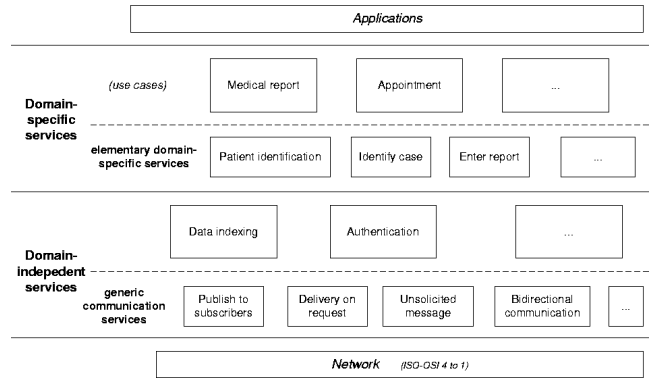 Applications
(use cases)
Medical report
Appointment
...
Domain-
specific
services
elementary domain-
specific services
Patient identification
Identify case
Enter report
...
Data indexing
Authentication
...
Domain-
indepedent
services
generic
communication
services
Publish to
subscribers
Delivery on
request
Unsolicited
message
Bidirectional
communication
...
Network (ISO-OSI 4 to 1)